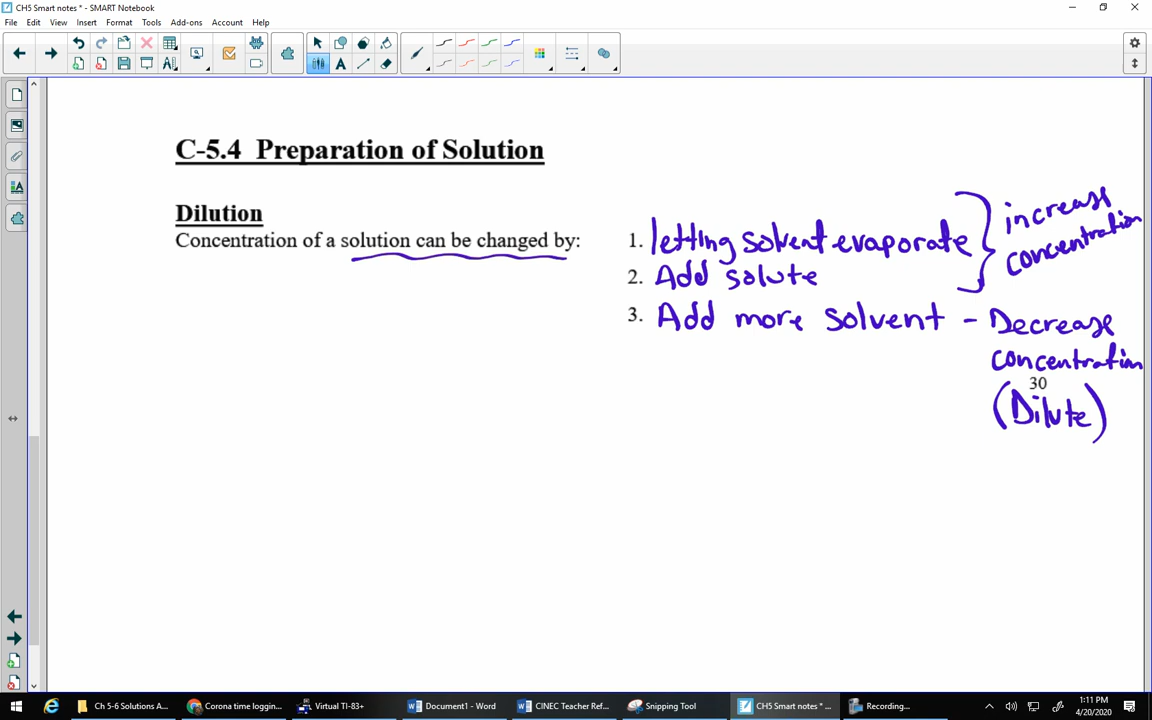 CH5 Smart notes * - SMART Notebook
File Edit View Insert Format Tools Add-ons Account Help
C-5.4 Preparation of Solution
Dilution
Concentration of a solution can be changed by:
1. letting solvent evaporate
2. Add solute
increase
concentration
3. Add more solvent - Decrease
concentration
30
(Dilute)
Ch 5-6 Solutions A... Corona time loggin... Virtual TI-83+ Document1 - Word CINEC Teacher Ref... Snipping Tool CH5 Smart notes * ... Recording...
1:11 PM
4/20/2020